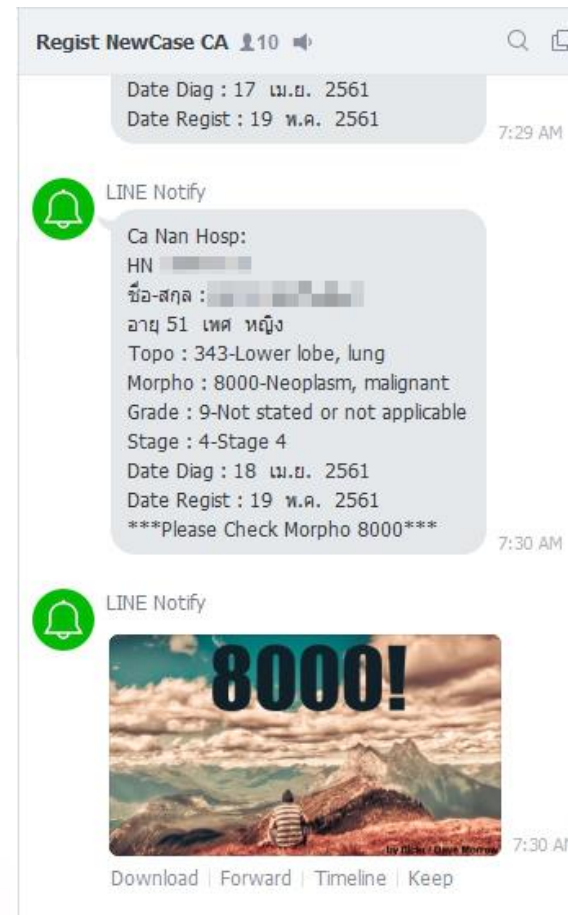 Regist NewCase CA 10
Date Diag : 17 เม.ย. 2561
Date Regist : 19 พ.ค. 2561
7:29 AM
LINE Notify
Ca Nan Hosp:
HN
ชื่อ-สกุล :
อายุ 51 เพศ หญิง
Topo : 343-Lower lobe, lung
Morpho : 8000-Neoplasm, malignant
Grade : 9-Not stated or not applicable
Stage : 4-Stage 4
Date Diag : 18 เม.ย. 2561
Date Regist : 19 พ.ค. 2561
***Please Check Morpho 8000***
7:30 AM
LINE Notify
8000!
by flickr / Dave Morrow
7:30 AM
Download | Forward | Timeline | Keep